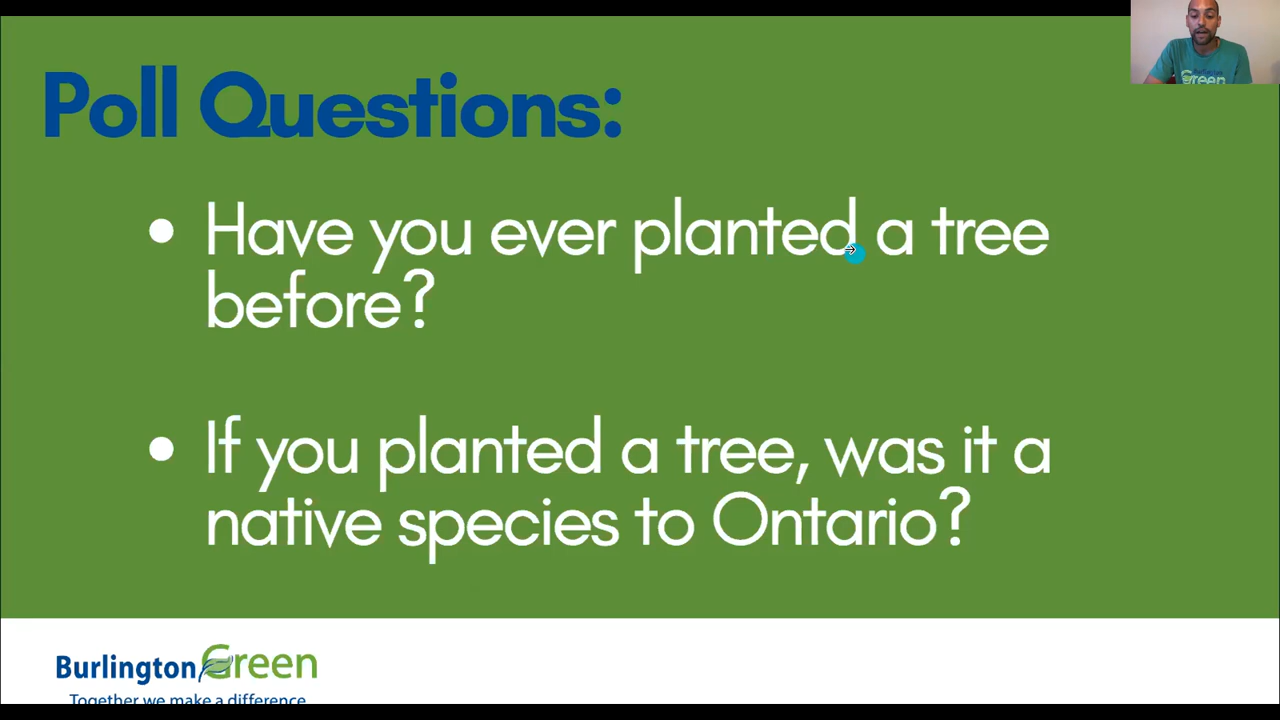 Poll Questions:
Have you ever planted a tree
before?
If you planted a tree, was it a
native species to Ontario?
BurlingtonGreen
Together we make a difference
Green